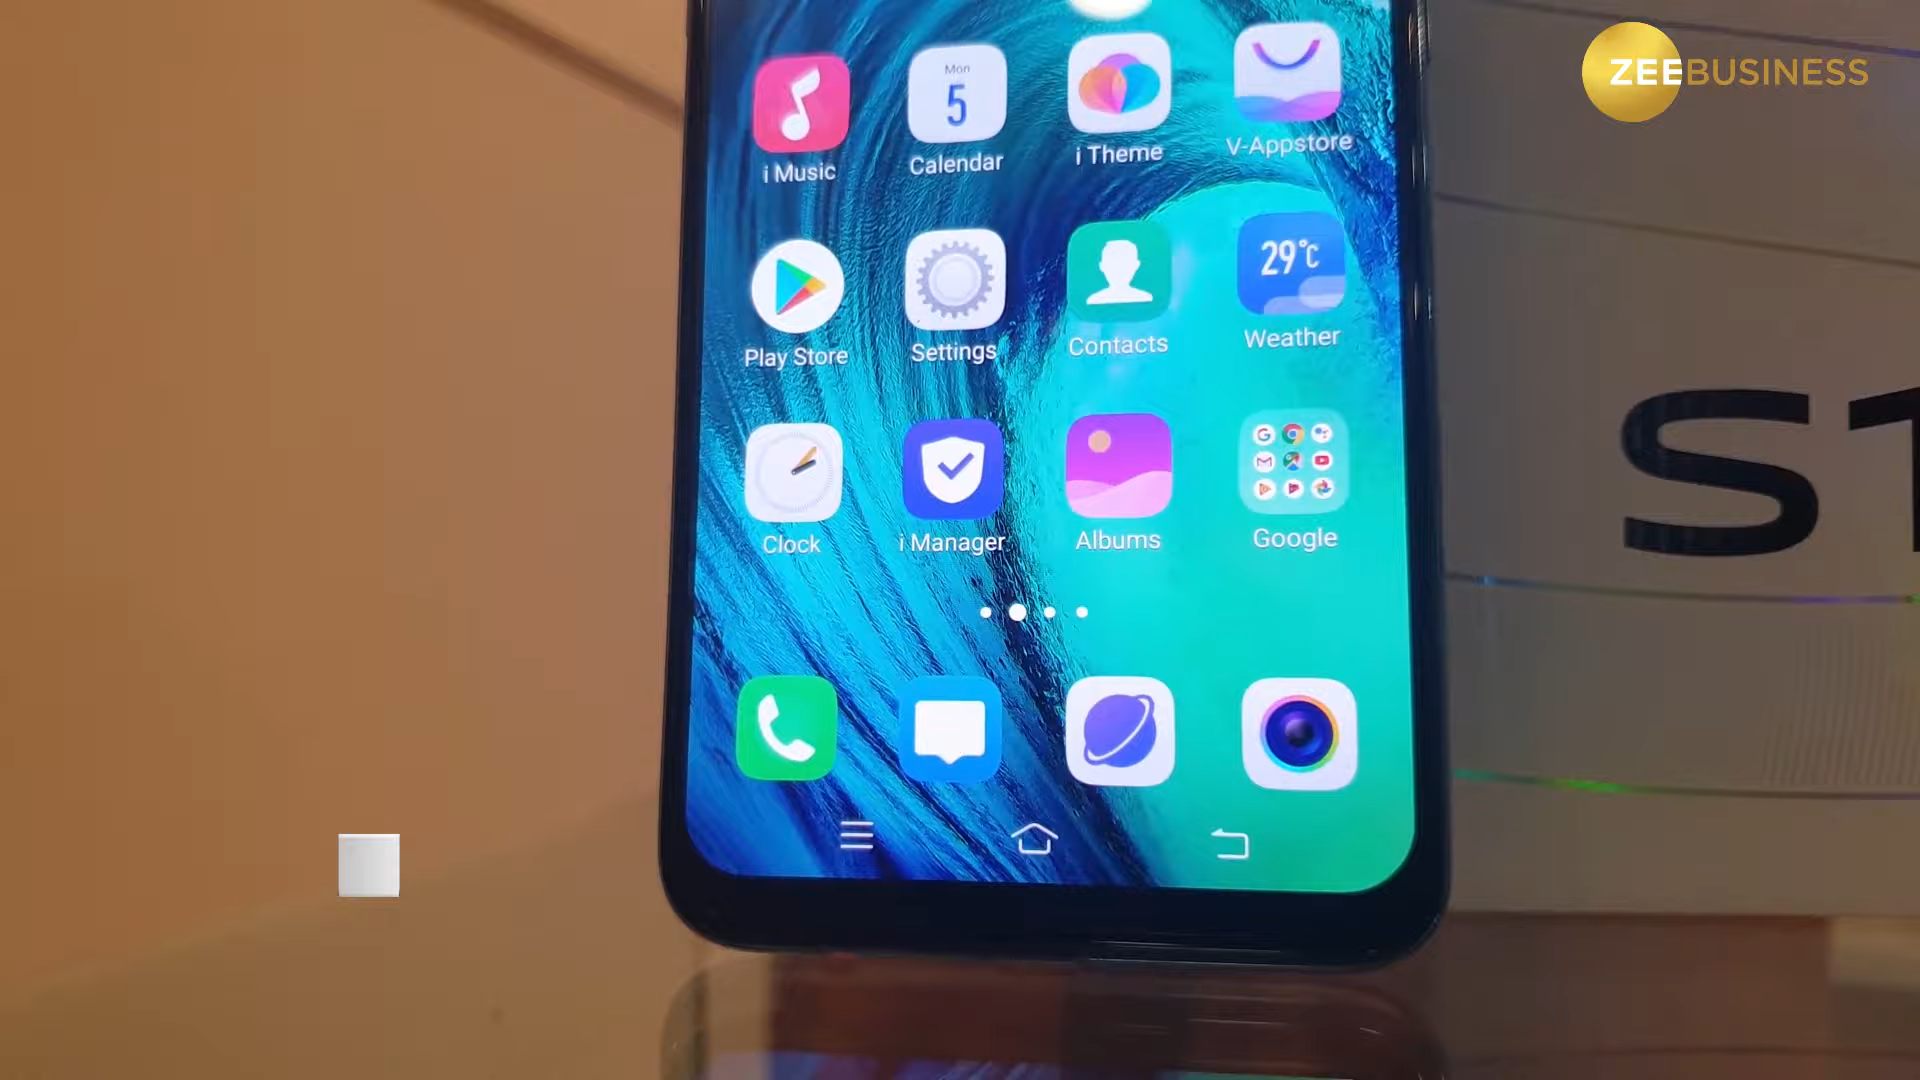 ZEEBUSINESS
Mon
5
i Music
Calendar
i Theme
V-Appstore
29°C
Play Store
Settings
Contacts
Weather
S1
Clock
i Manager
Albums
Google